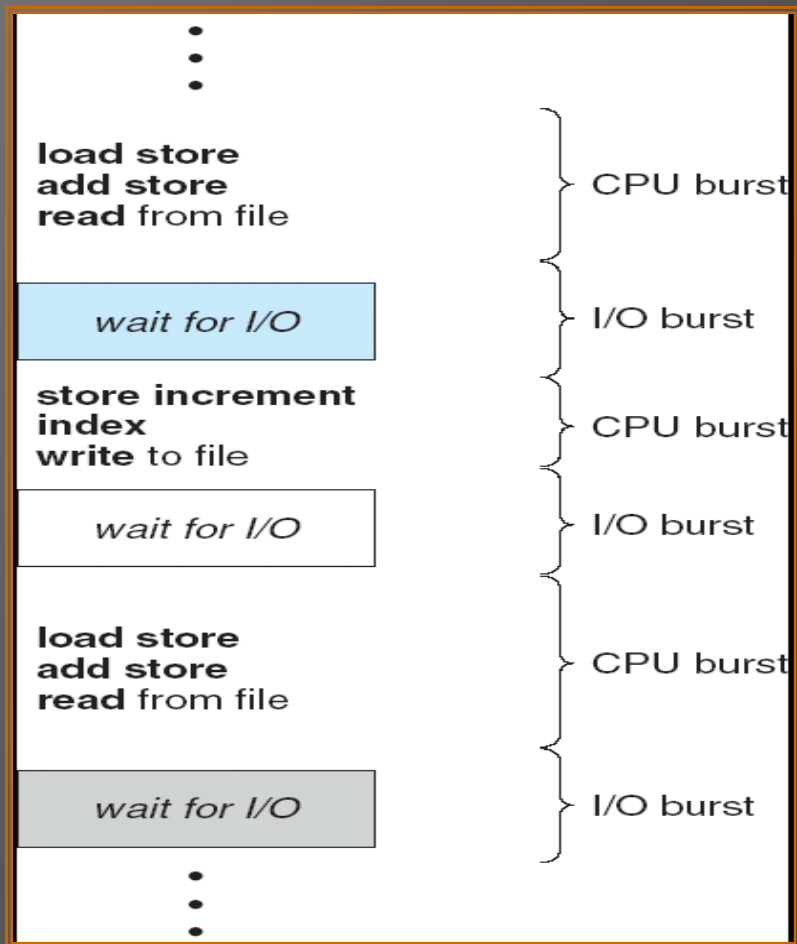 load store
add store
read from file
CPU burst
wait for I/O
I/O burst
store increment
index
write to file
CPU burst
wait for I/O
I/O burst
load store
add store
read from file
CPU burst
wait for I/O
I/O burst